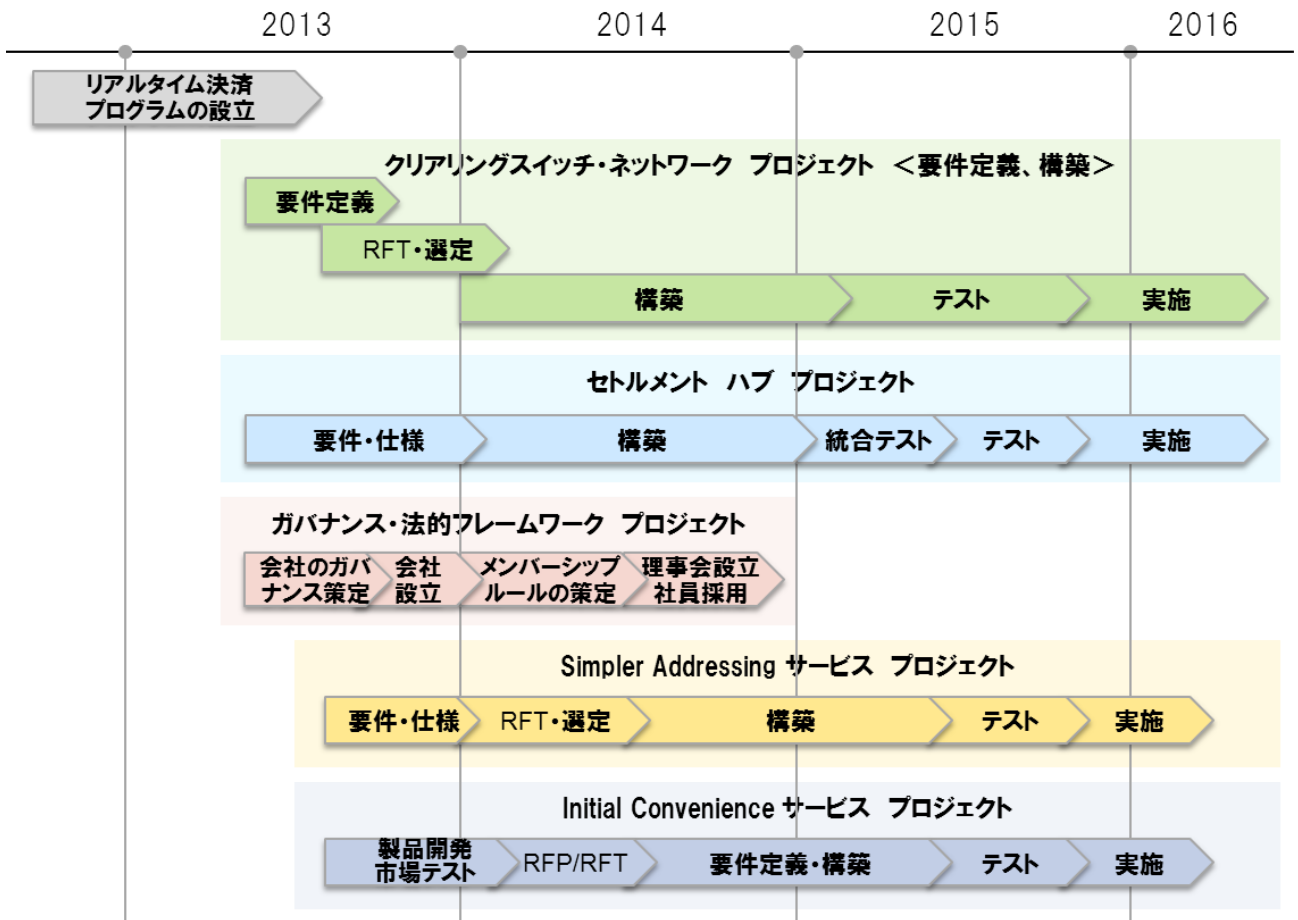 2013 2014 2015 2016
リアルタイム決済
プログラムの設立
クリアリングスイッチ・ネットワーク プロジェクト <要件定義、構築>
要件定義
RFT・選定
構築 テスト 実施
セトルメント ハブ プロジェクト
要件・仕様 構築 統合テスト テスト 実施
ガバナンス・法的フレームワーク プロジェクト
会社のガバ
ナンス策定
会社
設立
メンバーシップ
ルールの策定
理事会設立
社員採用
Simpler Addressing サービス プロジェクト
要件・仕様 RFT・選定 構築 テスト 実施
Initial Convenience サービス プロジェクト
製品開発
市場テスト
RFP/RFT 要件定義・構築 テスト 実施